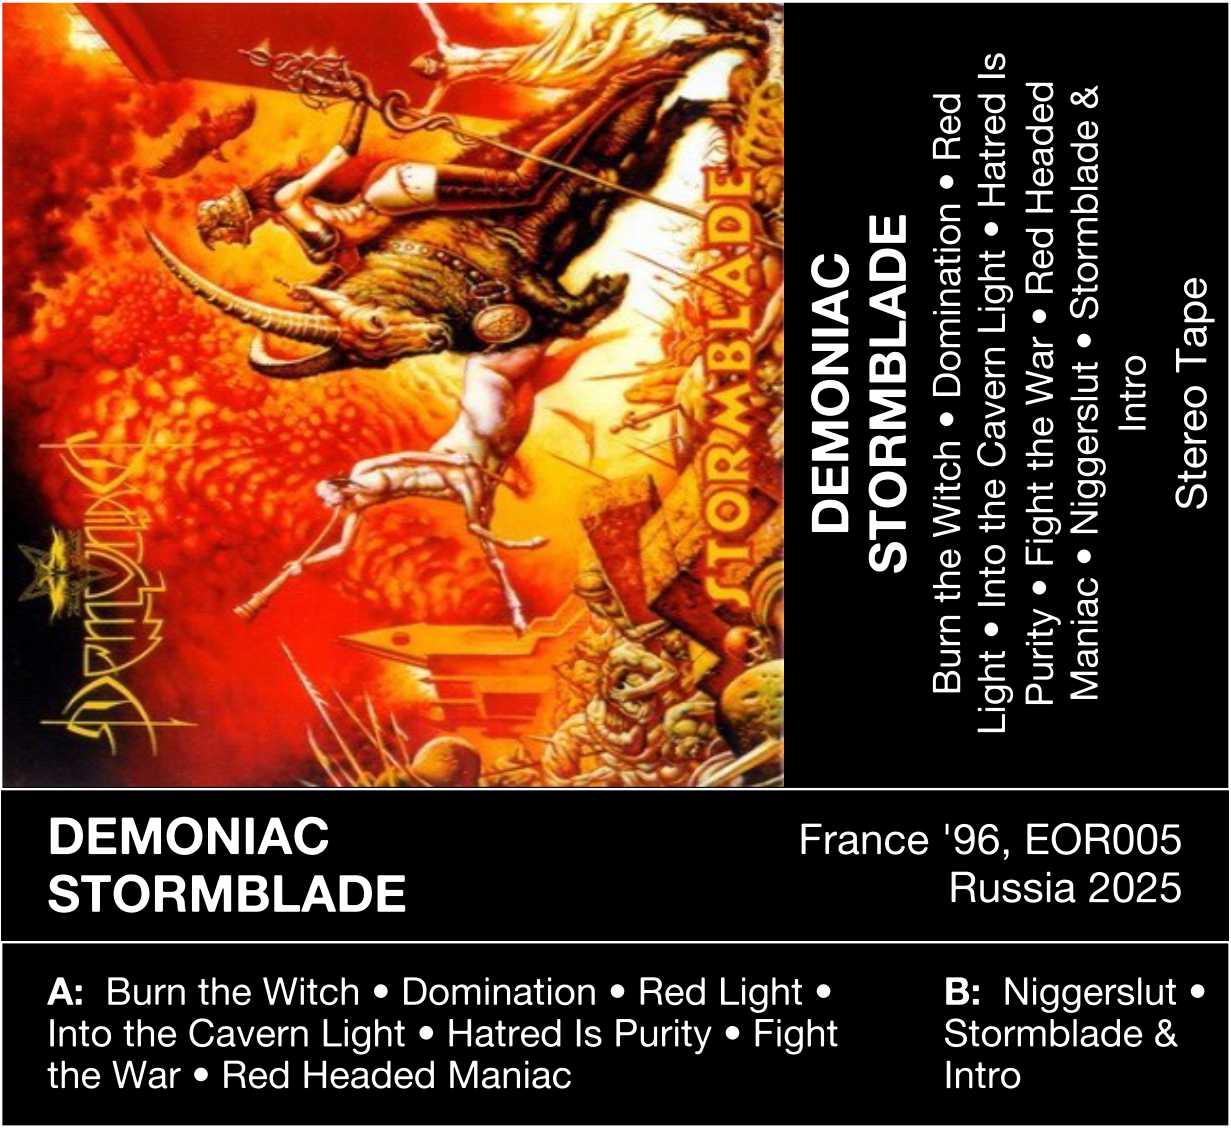 DEMONIAC
STORMBLADE
DEMONIAC
STORMBLADE
Burn the Witch • Domination • Red
Light • Into the Cavern Light • Hatred Is
Purity • Fight the War • Red Headed
Maniac • Niggerslut • Stormblade &
Intro
Stereo Tape
DEMONIAC
STORMBLADE
France '96, EOR005
Russia 2025
A: Burn the Witch • Domination • Red Light •
Into the Cavern Light • Hatred Is Purity • Fight
the War • Red Headed Maniac
B: Niggerslut •
Stormblade &
Intro